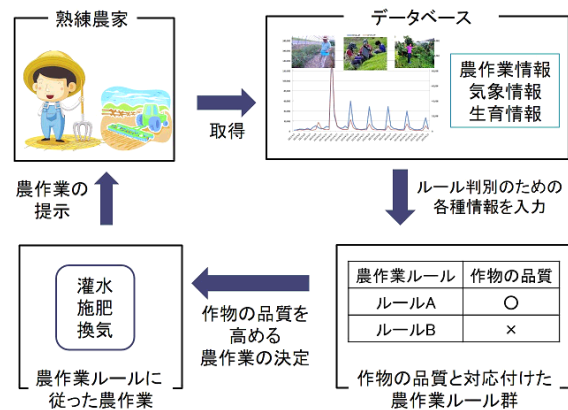 熟練農家
データベース
農作業情報
気象情報
生育情報
取得
農作業の
提示
ルール判別のための
各種情報を入力
灌水
施肥
換気
農作業ルールに
従った農作業
作物の品質を
高める
農作業の決定
農作業ルール 作物の品質
ルールA ○
ルールB ×
作物の品質と対応付けた
農作業ルール群